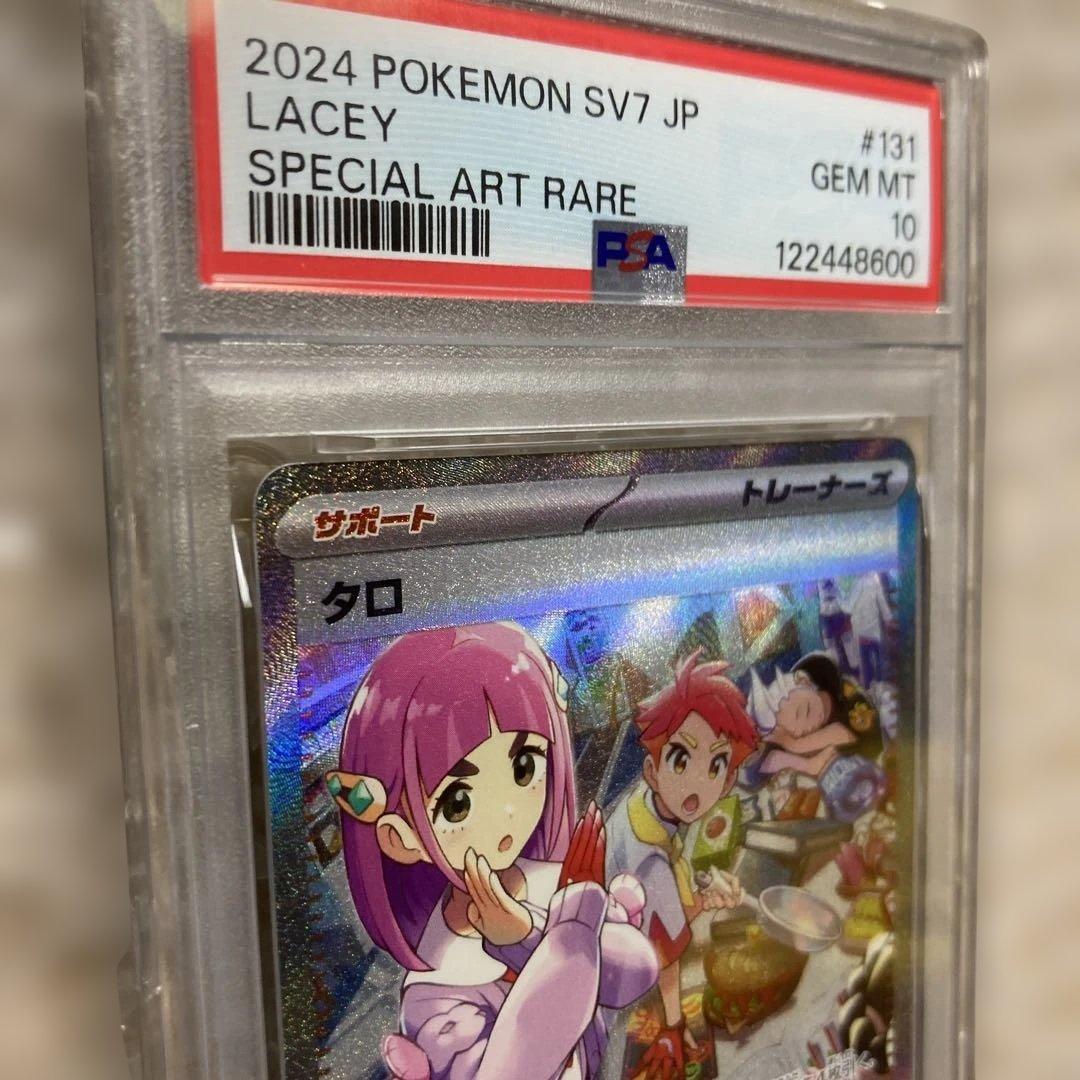 2024 POKEMON SV7 JP
LACEY
SPECIAL ART RARE
#131
GEM MT
10
122448600
PSA
サポート
トレーナーズ
タロ